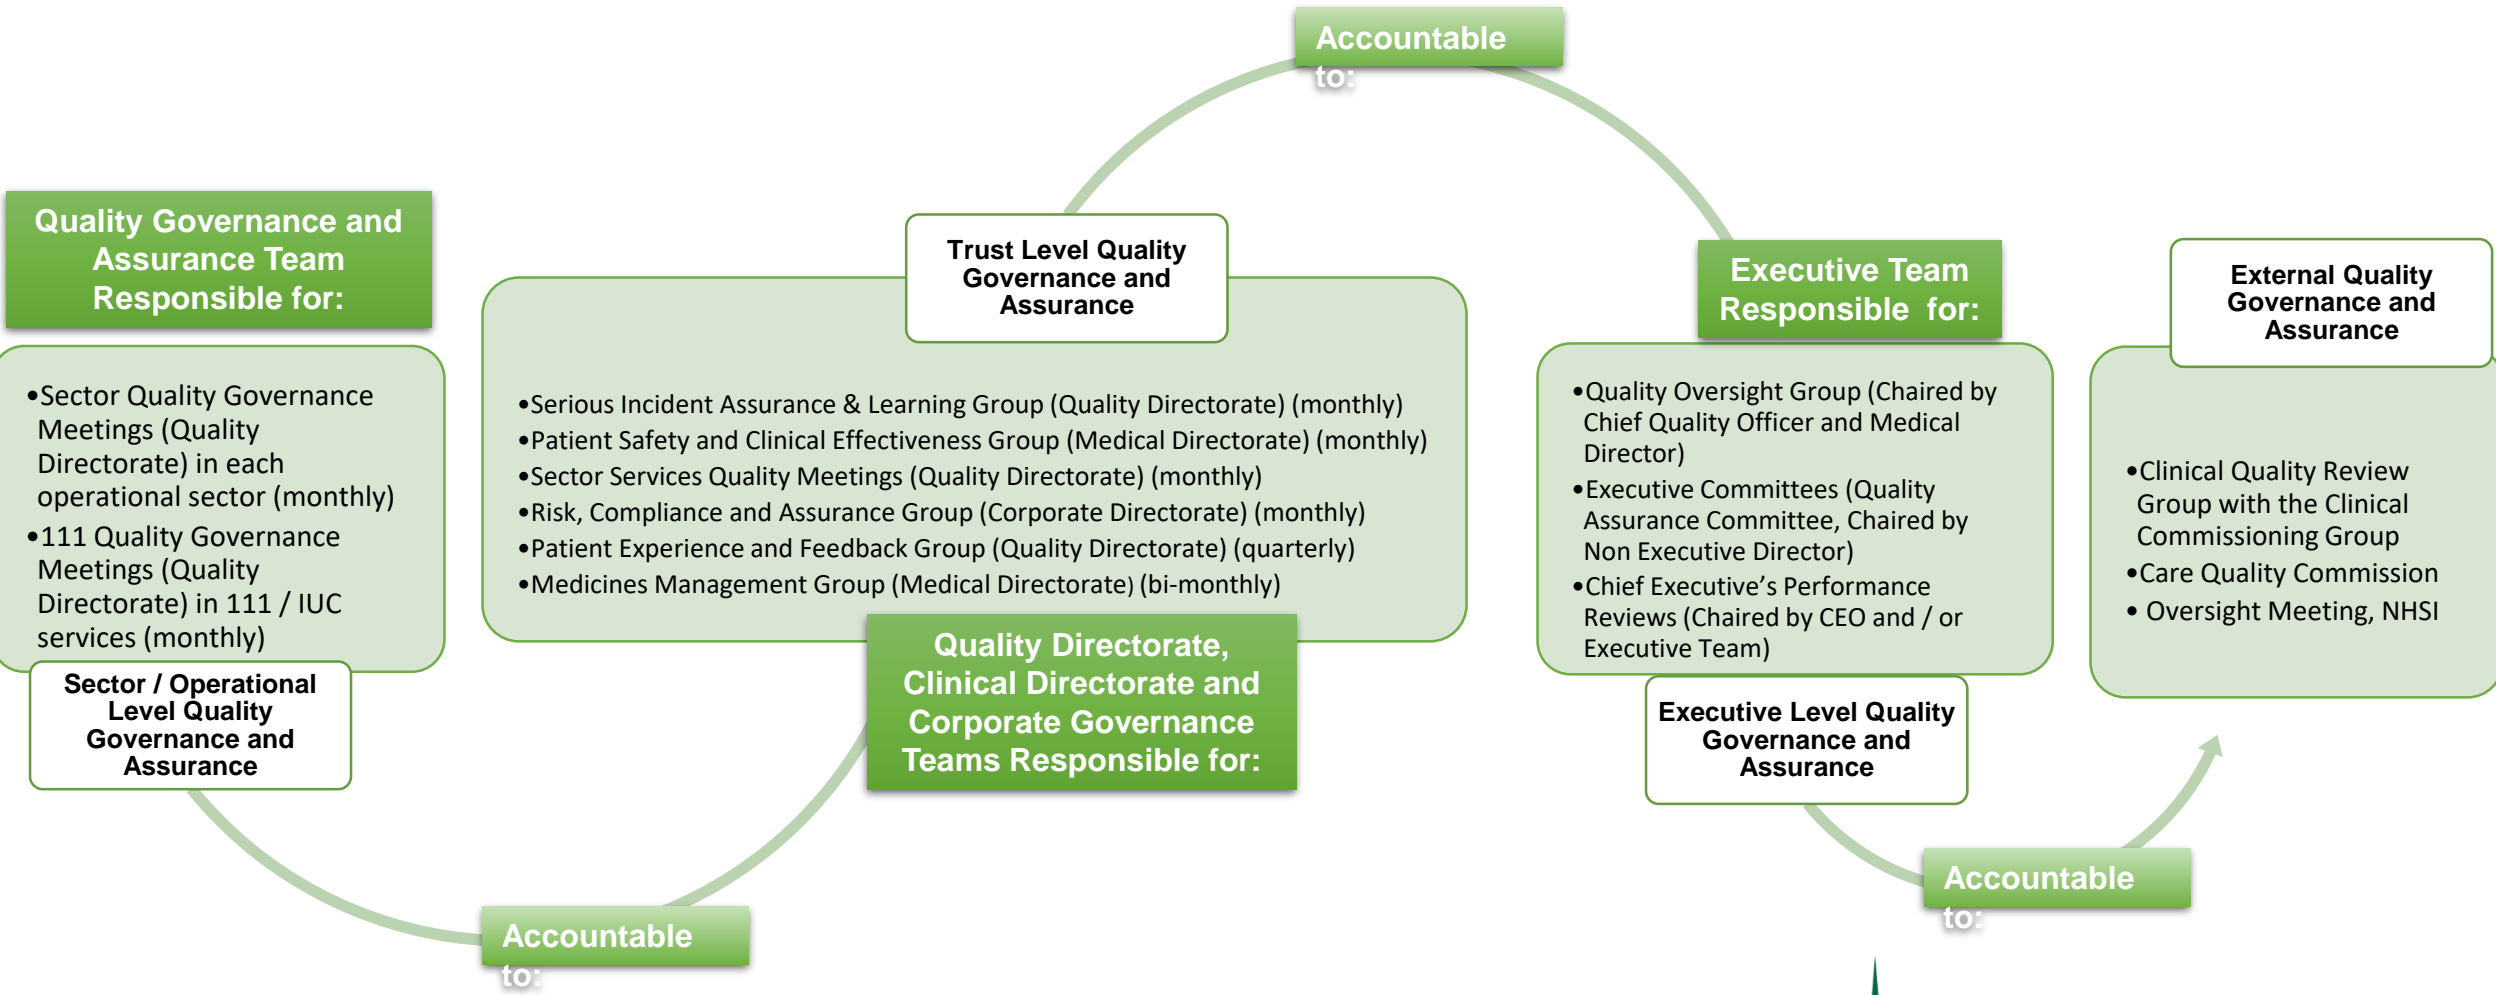 Quality Governance and
Assurance Team
Responsible for:
•Sector Quality Governance
Meetings (Quality
Directorate) in each
operational sector (monthly)
•111 Quality Governance
Meetings (Quality
Directorate) in 111 / IUC
services (monthly)
Sector / Operational
Level Quality
Governance and
Assurance
Accountable
to:
Trust Level Quality
Governance and
Assurance
•Serious Incident Assurance & Learning Group (Quality Directorate) (monthly)
•Patient Safety and Clinical Effectiveness Group (Medical Directorate) (monthly)
•Sector Services Quality Meetings (Quality Directorate) (monthly)
•Risk, Compliance and Assurance Group (Corporate Directorate) (monthly)
•Patient Experience and Feedback Group (Quality Directorate) (quarterly)
•Medicines Management Group (Medical Directorate) (bi-monthly)
Quality Directorate,
Clinical Directorate and
Corporate Governance
Teams Responsible for:
Accountable
to:
Executive Team
Responsible  for:
•Quality Oversight Group (Chaired by
Chief Quality Officer and Medical
Director)
•Executive Committees (Quality
Assurance Committee, Chaired by
Non Executive Director)
•Chief Executive’s Performance
Reviews (Chaired by CEO and / or
Executive Team)
Executive Level Quality
Governance and
Assurance
Accountable
to:
External Quality
Governance and
Assurance
•Clinical Quality Review
Group with the Clinical
Commissioning Group
•Care Quality Commission
• Oversight Meeting, NHSI